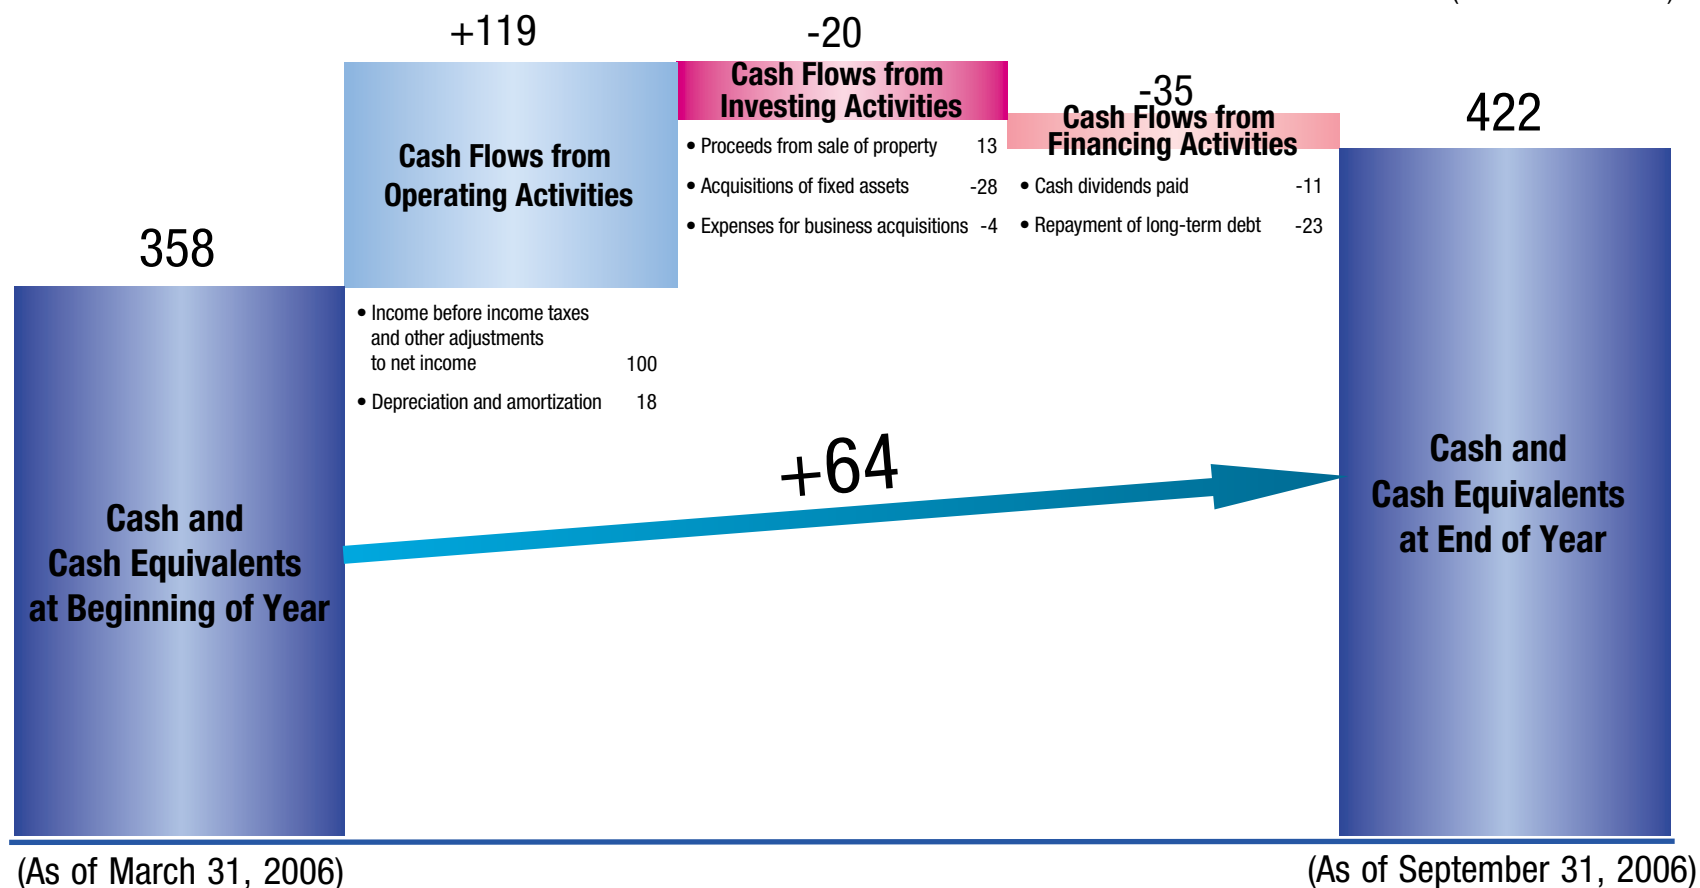 +119
-20
-35
422
358
Cash Flows from
Operating Activities
Cash Flows from
Investing Activities
Cash Flows from
Financing Activities
• Proceeds from sale of property 13
• Acquisitions of fixed assets -28
• Expenses for business acquisitions -4
• Cash dividends paid -11
• Repayment of long-term debt -23
• Income before income taxes
and other adjustments
to net income 100
• Depreciation and amortization 18
+64
Cash and
Cash Equivalents
at Beginning of Year
Cash and
Cash Equivalents
at End of Year
(As of March 31, 2006)
(As of September 31, 2006)